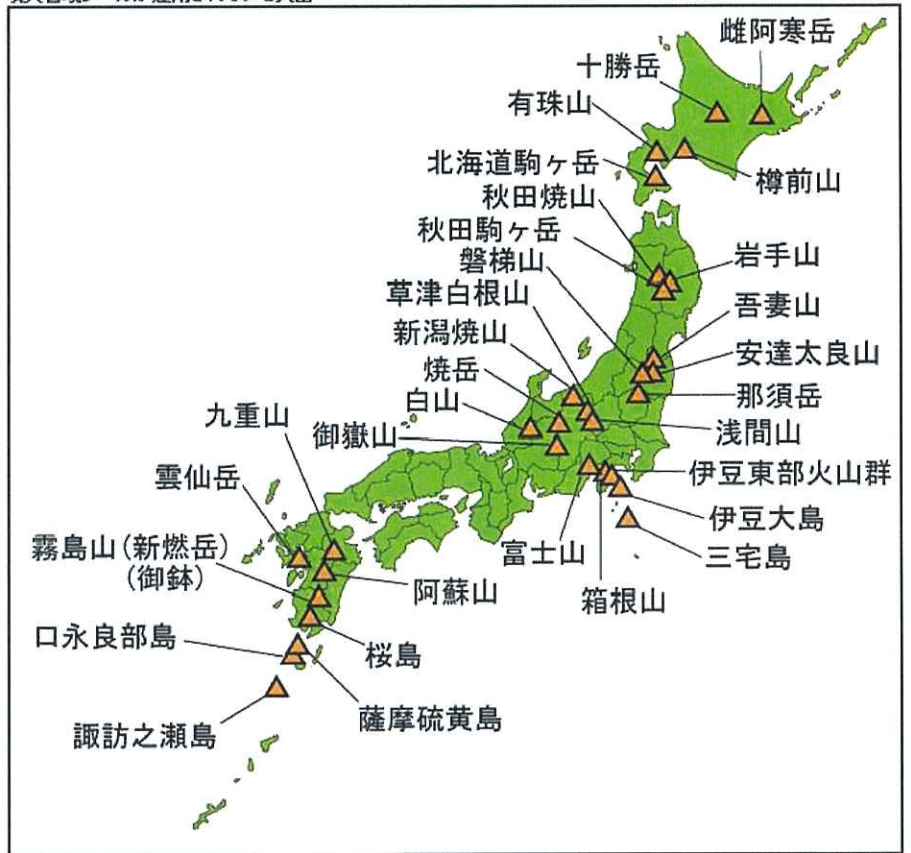 雌阿寒岳
十勝岳
有珠山
北海道駒ヶ岳
樽前山
秋田焼山
秋田駒ヶ岳
岩手山
磐梯山
草津白根山
吾妻山
新潟焼山
安達太良山
焼岳
那須岳
白山
九重山
浅間山
御嶽山
伊豆東部火山群
雲仙岳
伊豆大島
霧島山(新燃岳)
(御鉢)
富士山
三宅島
阿蘇山
箱根山
口永良部島
桜島
薩摩硫黄島
諏訪之瀬島